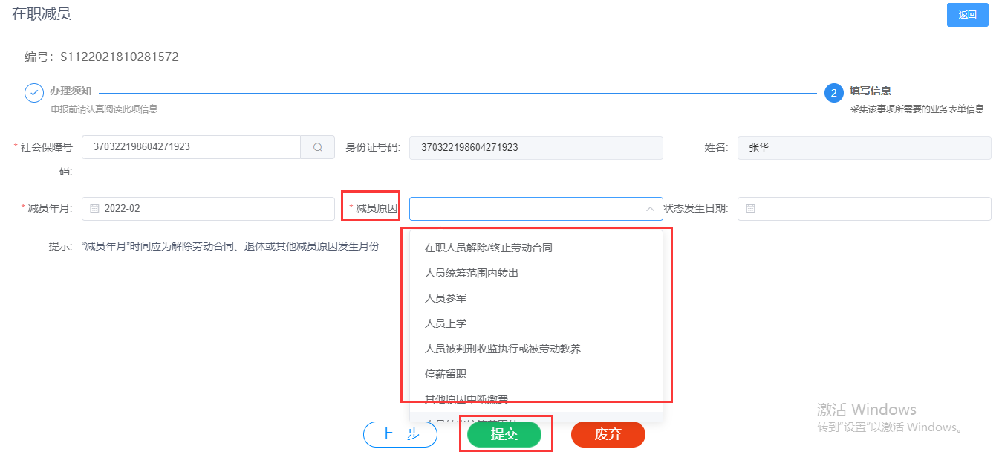 在职减员
返回
编号：S1122021810281572
办理须知
申报前请认真阅读此项信息
2
填写信息
采集该事项所需要的业务表单信息
* 社会保障号码:
370322198604271923
身份证号码:
370322198604271923
姓名:
张华
* 减员年月:
2022-02
* 减员原因
状态发生日期:
提示:
“减员年月”时间应为解除劳动合同、退休或其他减员原因发生月份
在职人员解除/终止劳动合同
人员统筹范围内转出
人员参军
人员上学
人员被判刑收监执行或被劳动教养
停薪留职
其他原因中断缴费
上一步
提交
废弃
激活 Windows
转到“设置”以激活 Windows。